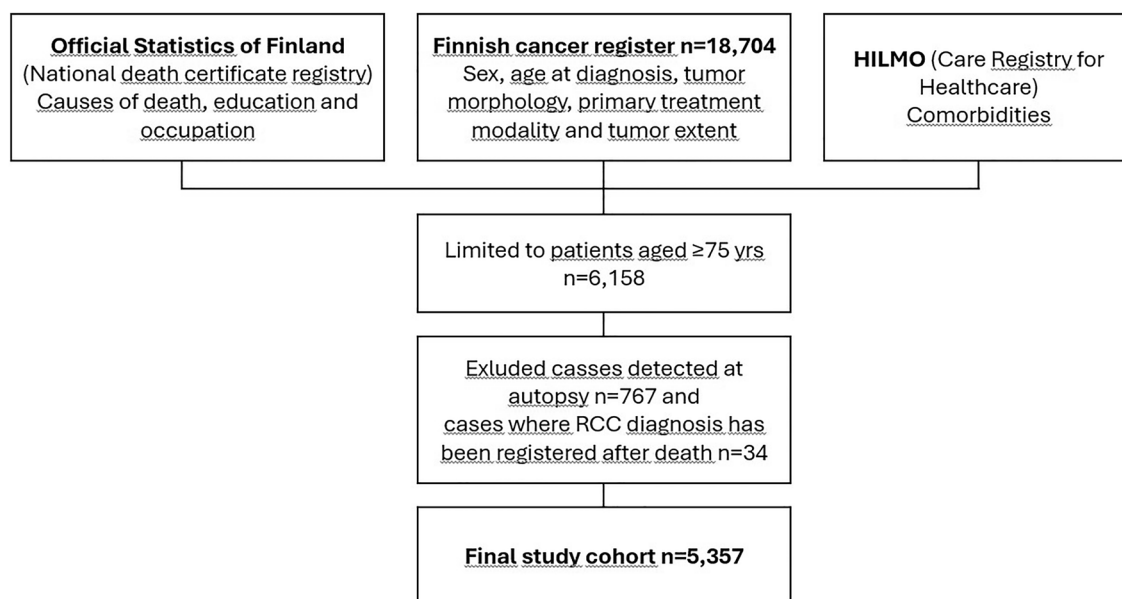 Official Statistics of Finland
(National death certificate registry)
Causes of death, education and
occupation
Finnish cancer register n=18,704
Sex, age at diagnosis, tumor
morphology, primary treatment
modality and tumor extent
HILMO (Care Registry for
Healthcare)
Comorbidities
Limited to patients aged ≥75 yrs
n=6,158
Exluded casses detected at
autopsy n=767 and
cases where RCC diagnosis has
been registered after death n=34
Final study cohort n=5,357